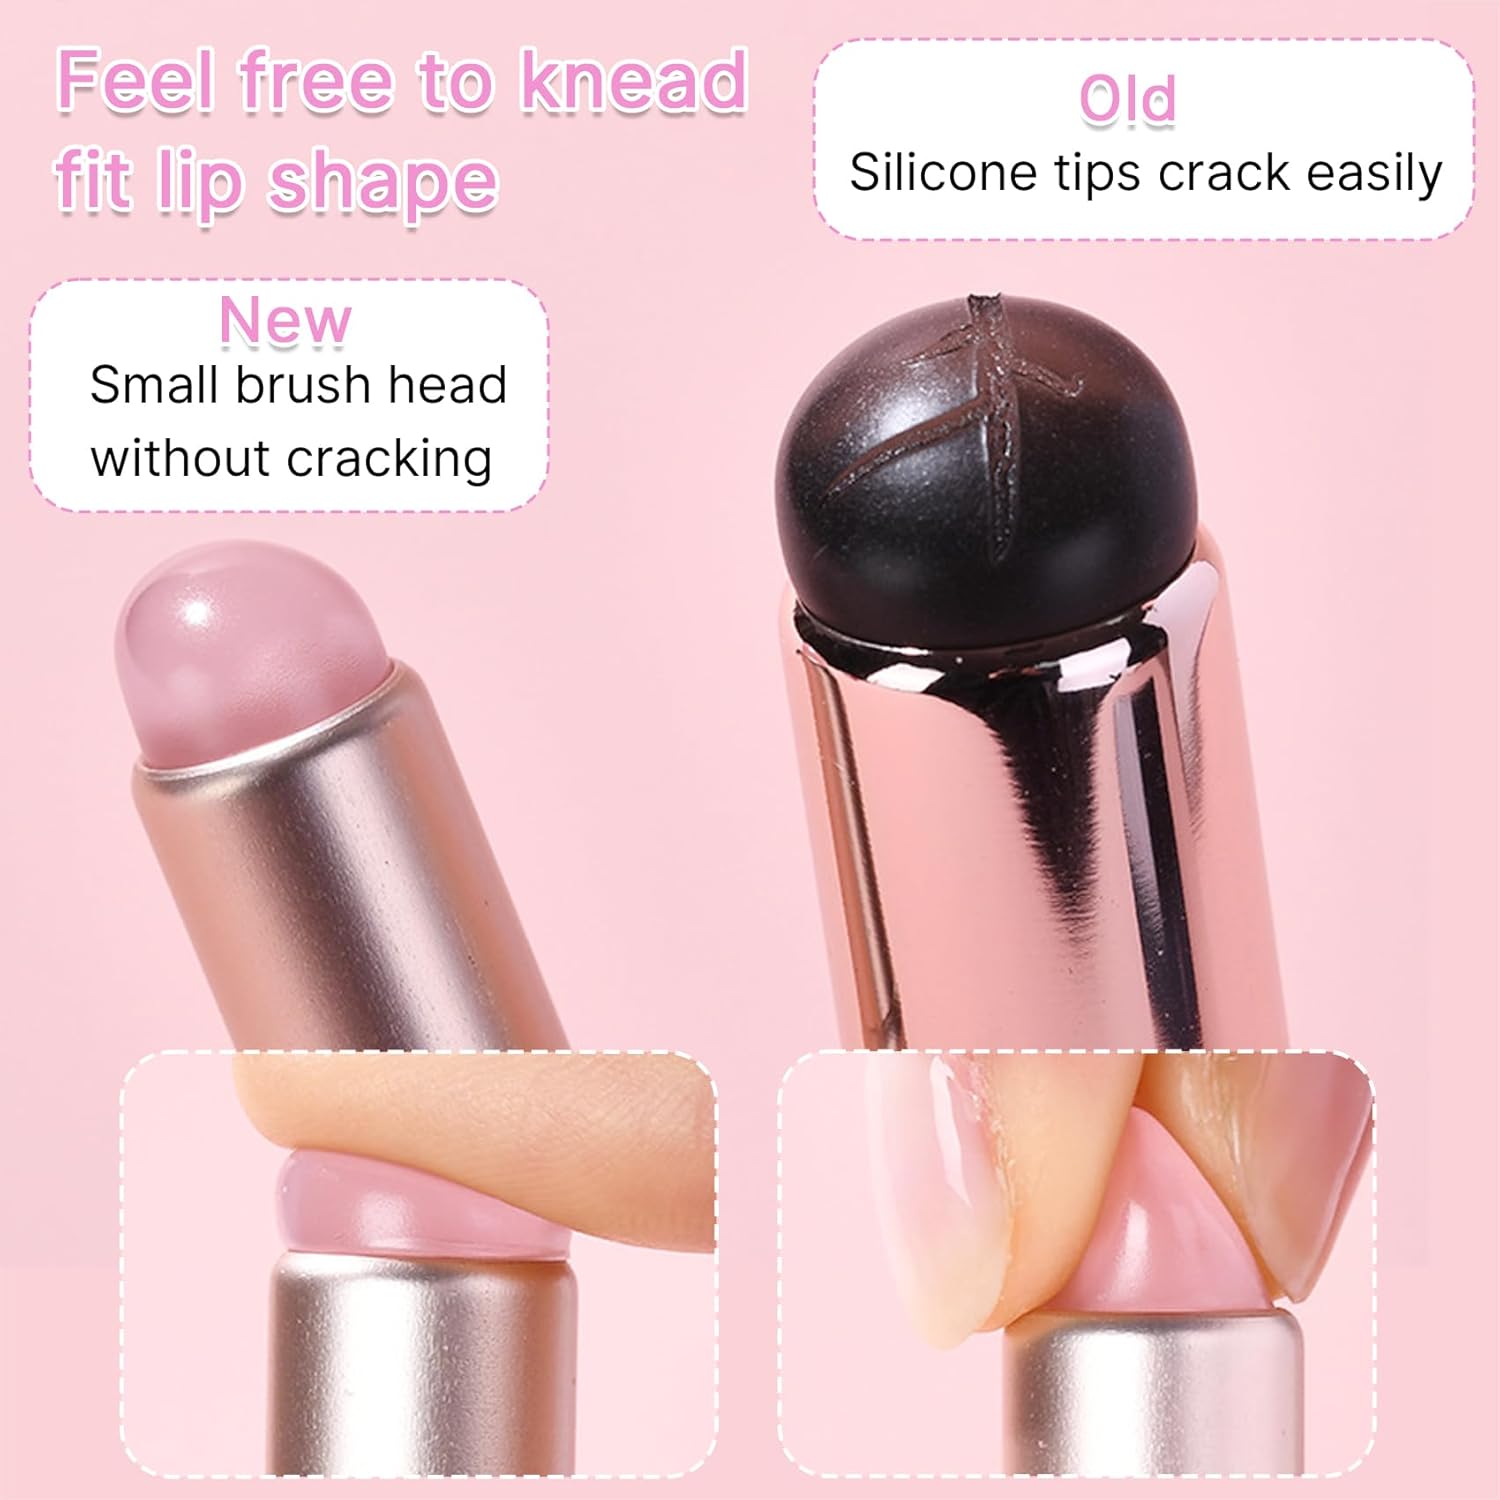 Feel free to knead
fit lip shape
Old
Silicone tips crack easily
New
Small brush head
without cracking